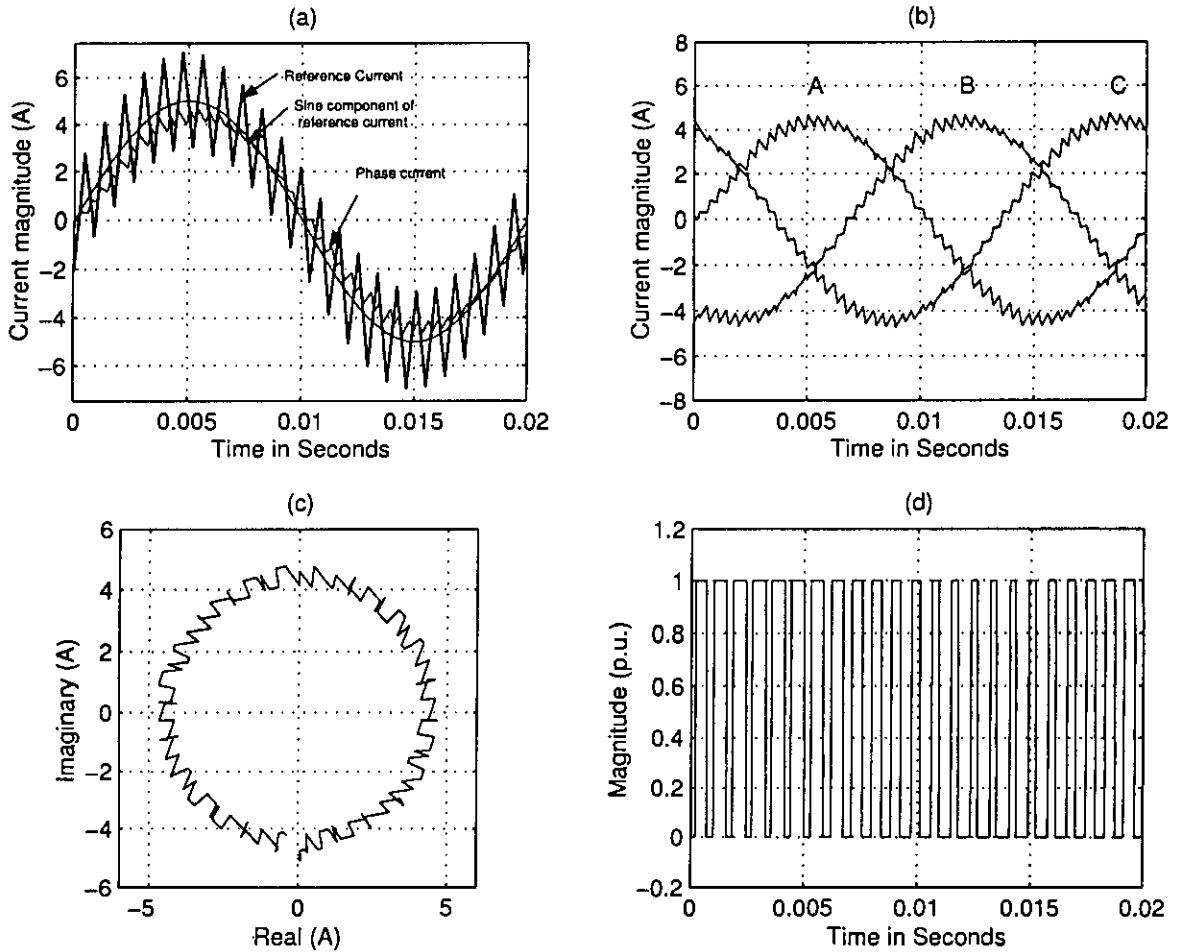 (a)
Current magnitude (A)
6
4
2
0
−2
−4
−6
Reference Current
Sine component of
reference current
Phase current
0
0.005
0.01
0.015
0.02
Time in Seconds
(b)
Current magnitude (A)
8
6
4
2
0
−2
−4
−6
−8
A
B
C
0
0.005
0.01
0.015
0.02
Time in Seconds
(c)
Imaginary (A)
6
4
2
0
−2
−4
−6
−5
0
5
Real (A)
(d)
Magnitude (p.u.)
1.2
1
0.8
0.6
0.4
0.2
0
−0.2
0
0.005
0.01
0.015
0.02
Time in Seconds